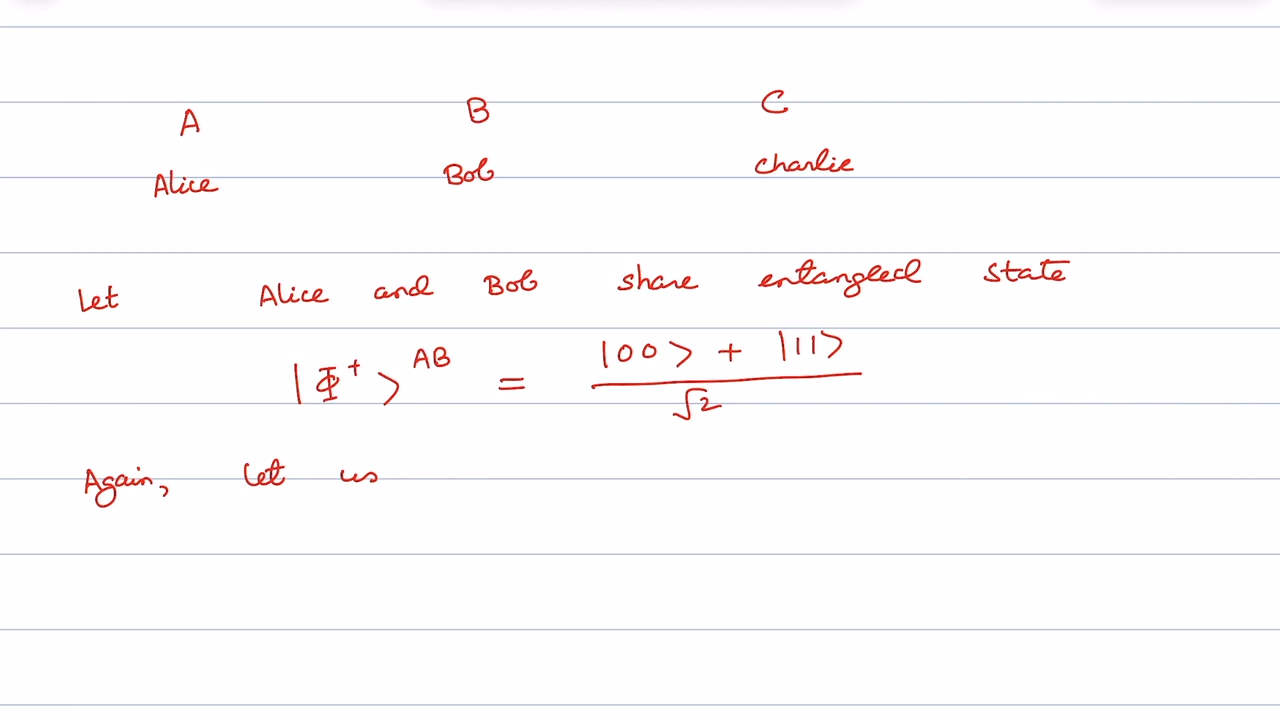 A B C
Alice Bob charlie
Let Alice and Bob share entangled state
|Φ⁺⟩ᴬᴮ = (|00⟩ + |11⟩) / √2
Again, let us